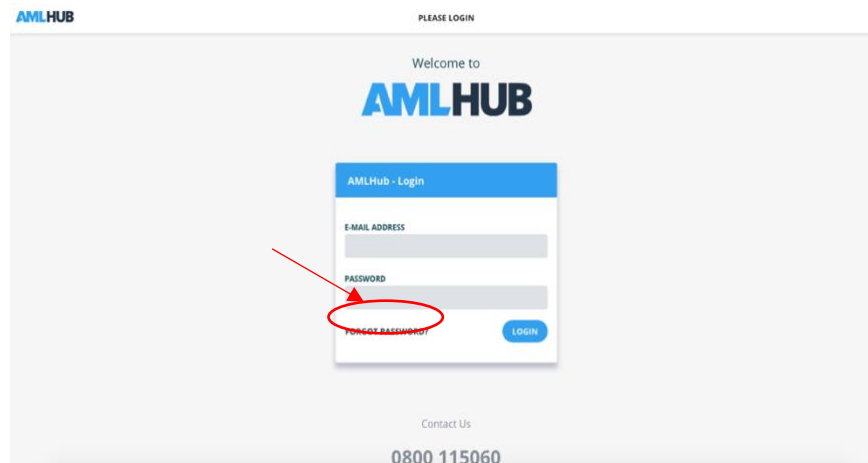 AMLHUB
PLEASE LOGIN
Welcome to
AMLHUB
AMLHub - Login
E-MAIL ADDRESS
PASSWORD
FORGOT PASSWORD?
LOGIN
Contact Us
0800 115060